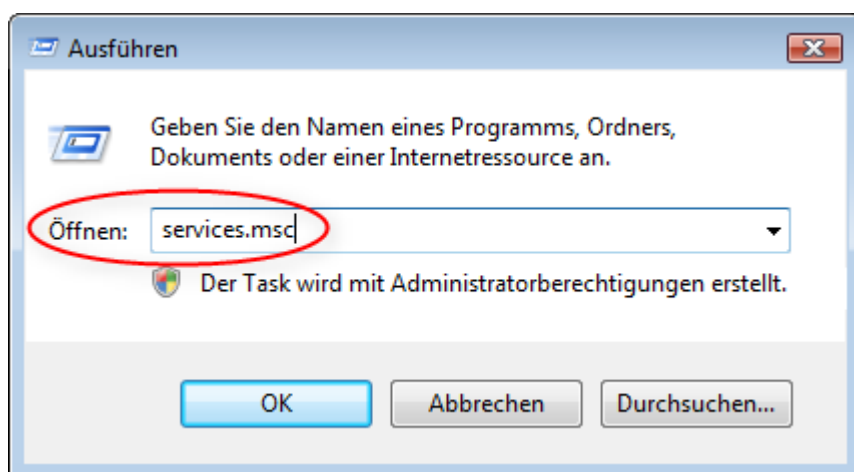 Ausführen
Geben Sie den Namen eines Programms, Ordners,
Dokuments oder einer Internetressource an.
Öffnen: services.msc
Der Task wird mit Administratorberechtigungen erstellt.
OK Abbrechen Durchsuchen...